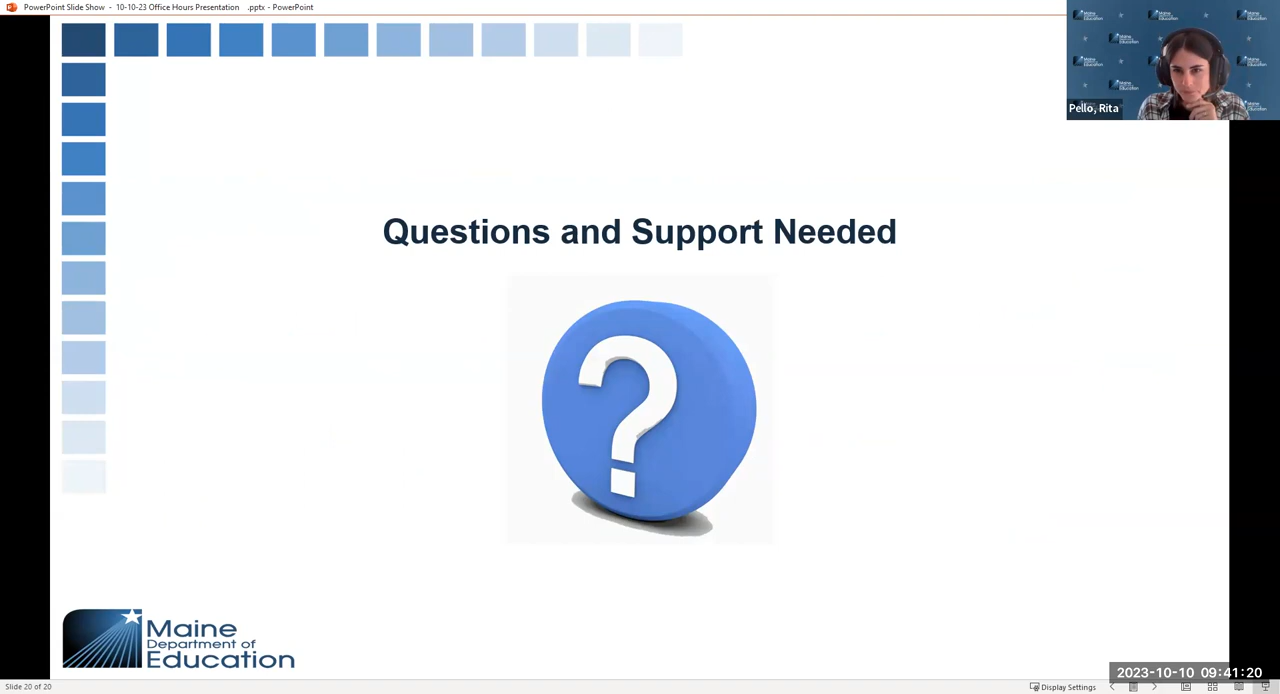 PowerPoint Slide Show - 10-10-23 Office Hours Presentation .pptx - PowerPoint
Pello, Rita
Questions and Support Needed
?
Maine
Department of
Education
2023-10-10 09:41:20
Slide 20 of 20
Display Settings